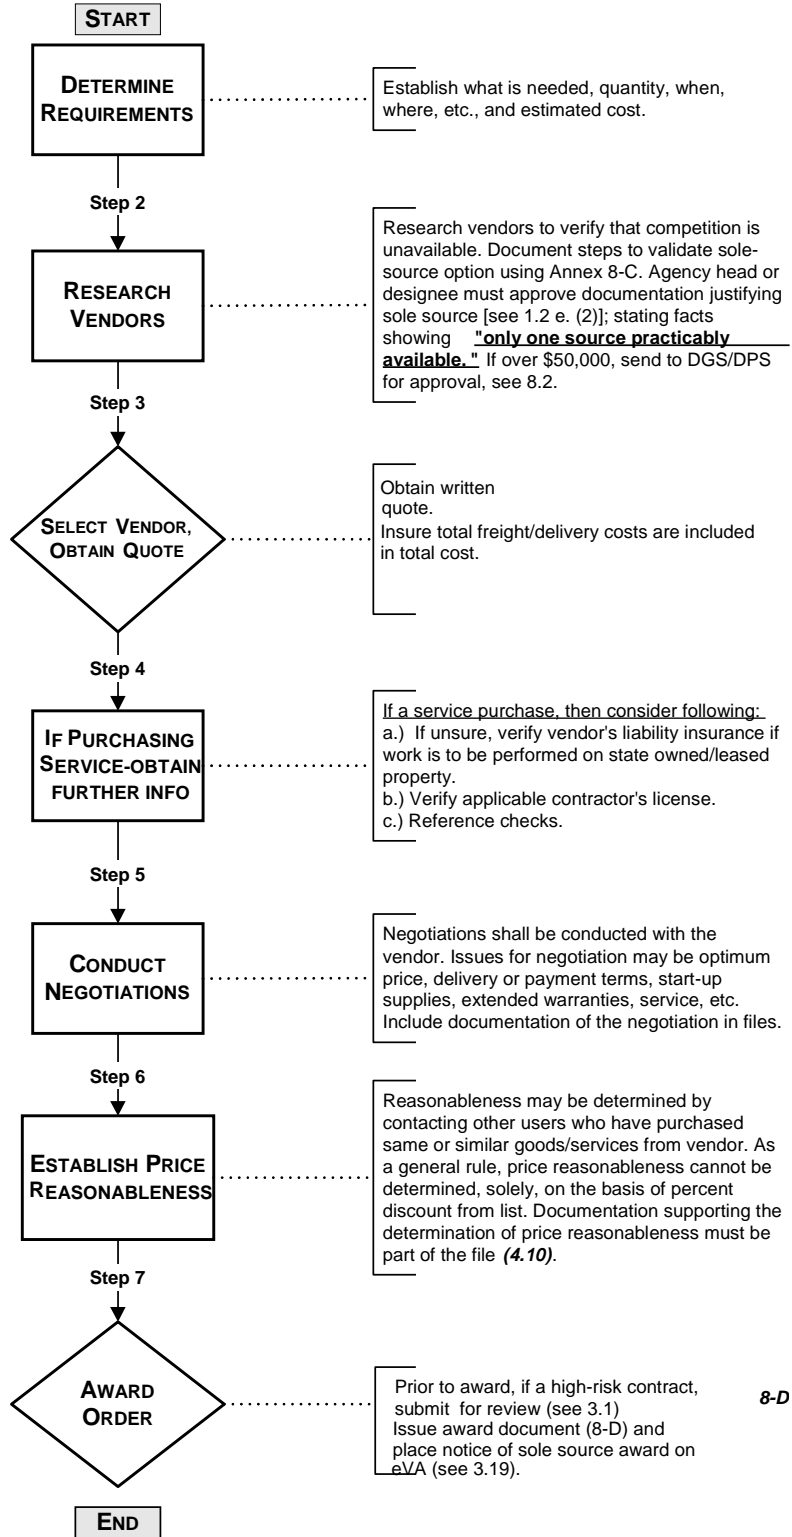 START
DETERMINE
REQUIREMENTS
Establish what is needed, quantity, when,
where, etc., and estimated cost.
Step 2
RESEARCH
VENDORS
Research vendors to verify that competition is
unavailable. Document steps to validate sole-
source option using Annex 8-C. Agency head or
designee must approve documentation justifying
sole source [see 1.2 e. (2)]; stating facts
showing "only one source practicably
available. " If over $50,000, send to DGS/DPS
for approval, see 8.2.
Step 3
SELECT VENDOR,
OBTAIN QUOTE
Obtain written
quote.
Insure total freight/delivery costs are included
in total cost.
Step 4
IF PURCHASING
SERVICE-OBTAIN
FURTHER INFO
If a service purchase, then consider following:
a.) If unsure, verify vendor's liability insurance if
work is to be performed on state owned/leased
property.
b.) Verify applicable contractor's license.
c.) Reference checks.
Step 5
CONDUCT
NEGOTIATIONS
Negotiations shall be conducted with the
vendor. Issues for negotiation may be optimum
price, delivery or payment terms, start-up
supplies, extended warranties, service, etc.
Include documentation of the negotiation in files.
Step 6
ESTABLISH PRICE
REASONABLENESS
Reasonableness may be determined by
contacting other users who have purchased
same or similar goods/services from vendor. As
a general rule, price reasonableness cannot be
determined, solely, on the basis of percent
discount from list. Documentation supporting the
determination of price reasonableness must be
part of the file (4.10).
Step 7
AWARD
ORDER
Prior to award, if a high-risk contract,
submit for review (see 3.1)
Issue award document (8-D) and
place notice of sole source award on
eVA (see 3.19).
8-D
END